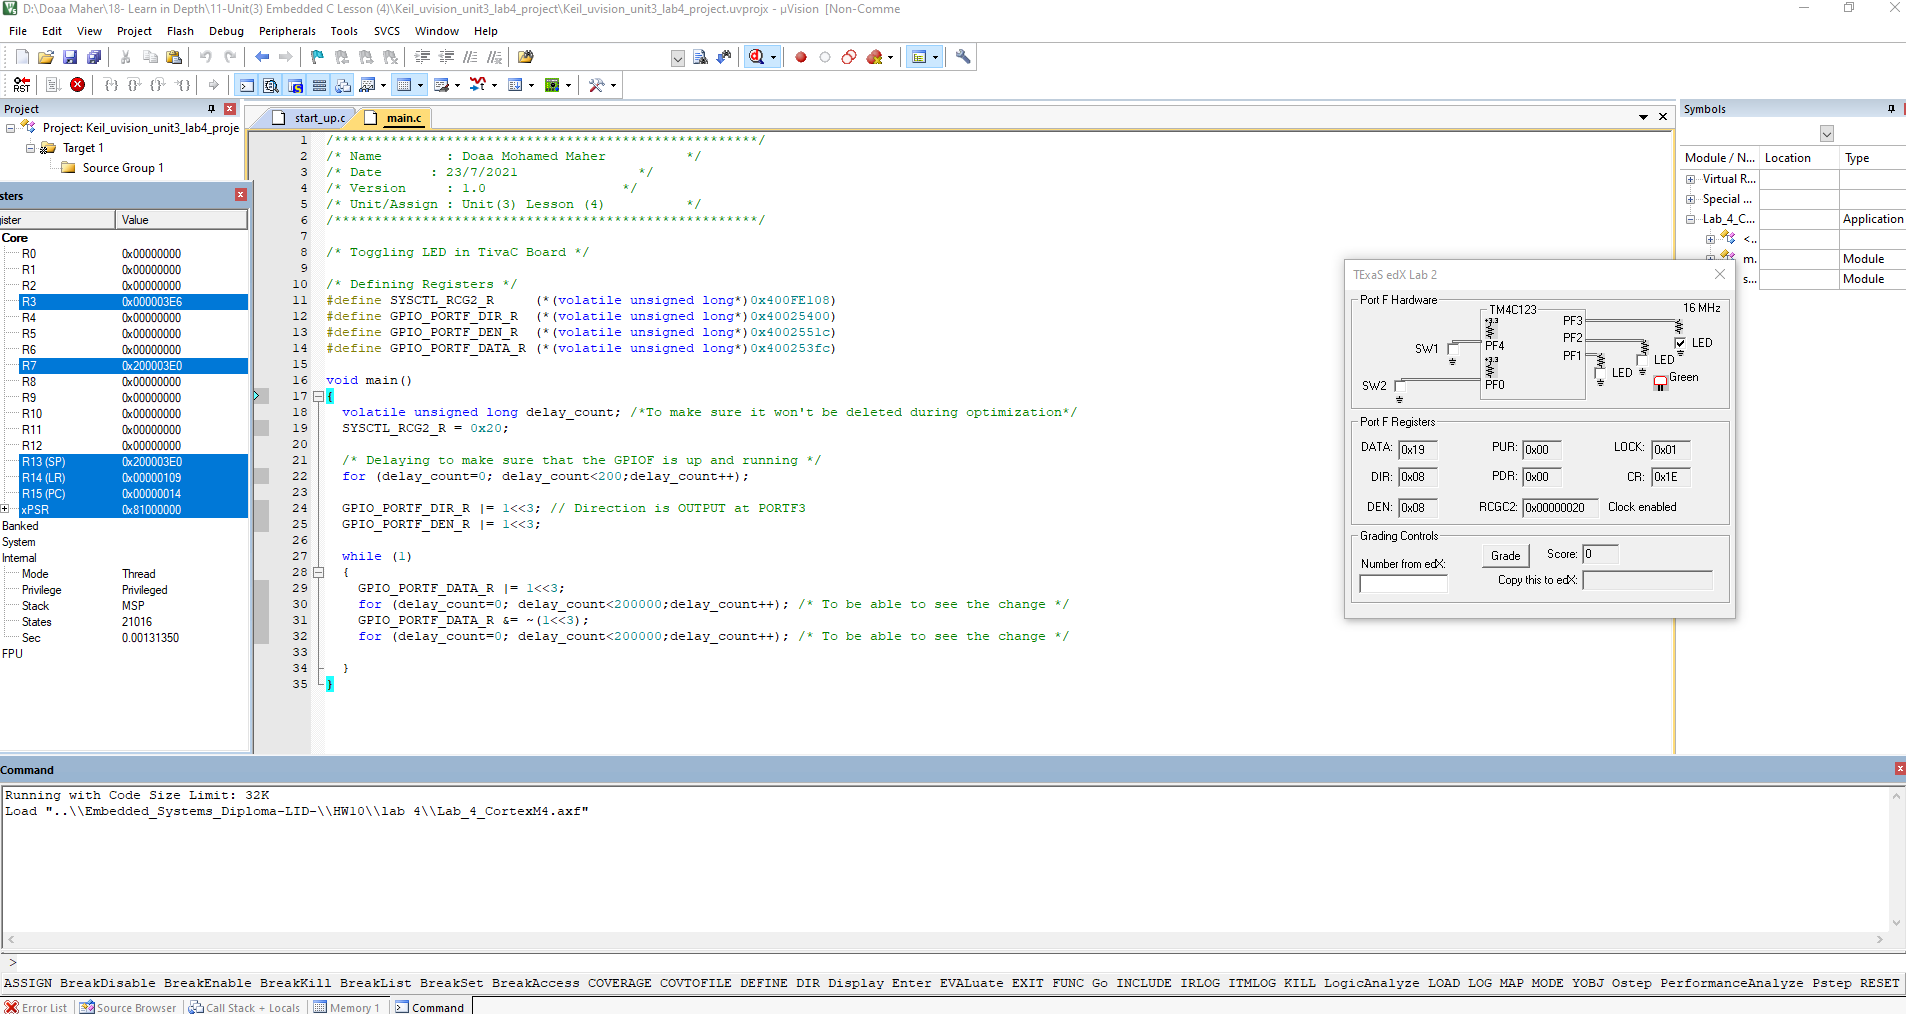 D:\Doaa Maher\18- Learn in Depth\11-Unit(3) Embedded C Lesson (4)\Keil_uvision_unit3_lab4_project\Keil_uvision_unit3_lab4_project.uvprojx - µVision  [Non-Comme
File Edit View Project Flash Debug Peripherals Tools SVCS Window Help
RST
Project
Project: Keil_uvision_unit3_lab4_proje
Target 1
Source Group 1
sters
ister Value
Core
R0 0x00000000
R1 0x00000000
R2 0x00000000
R3 0x000003E6
R4 0x00000000
R5 0x00000000
R6 0x00000000
R7 0x200003E0
R8 0x00000000
R9 0x00000000
R10 0x00000000
R11 0x00000000
R12 0x00000000
R13 (SP) 0x200003E0
R14 (LR) 0x00000109
R15 (PC) 0x00000014
xPSR 0x81000000
Banked
System
Internal
Mode Thread
Privilege Privileged
Stack MSP
States 21016
Sec 0.00131350
FPU
start_up.c main.c
1 /*****************************************************/
2 /* Name        : Doaa Mohamed Maher          */
3 /* Date      : 23/7/2021               */
4 /* Version     : 1.0                 */
5 /* Unit/Assign : Unit(3) Lesson (4)         */
6 /*****************************************************/
7
8 /* Toggling LED in TivaC Board */
9
10 /* Defining Registers */
11 #define SYSCTL_RCG2_R     (*(volatile unsigned long*)0x400FE108)
12 #define GPIO_PORTF_DIR_R  (*(volatile unsigned long*)0x40025400)
13 #define GPIO_PORTF_DEN_R  (*(volatile unsigned long*)0x4002551c)
14 #define GPIO_PORTF_DATA_R (*(volatile unsigned long*)0x400253fc)
15
16 void main()
17 {
18   volatile unsigned long delay_count; /*To make sure it won't be deleted during optimization*/
19   SYSCTL_RCG2_R = 0x20;
20
21   /* Delaying to make sure that the GPIOF is up and running */
22   for (delay_count=0; delay_count<200;delay_count++);
23
24   GPIO_PORTF_DIR_R |= 1<<3; // Direction is OUTPUT at PORTF3
25   GPIO_PORTF_DEN_R |= 1<<3;
26
27   while (1)
28   {
29     GPIO_PORTF_DATA_R |= 1<<3;
30     for (delay_count=0; delay_count<200000;delay_count++); /* To be able to see the change */
31     GPIO_PORTF_DATA_R &= ~(1<<3);
32     for (delay_count=0; delay_count<200000;delay_count++); /* To be able to see the change */
33
34   }
35 }
TExaS edX Lab 2
Port F Hardware
TM4C123 16 MHz
+3.3 PF3
PF2
SW1 PF4 PF1 LED
+3.3 LED
LED
SW2 PF0 Green
Port F Registers
DATA: 0x19 PUR: 0x00 LOCK: 0x01
DIR: 0x08 PDR: 0x00 CR: 0x1E
DEN: 0x08 RCGC2: 0x00000020 Clock enabled
Grading Controls
Number from edX: Grade Score: 0
Copy this to edX:
Symbols
Module / N... Location Type
Virtual R...
Special ...
Lab_4_C... Application
<..
m. Module
s... Module
Command
Running with Code Size Limit: 32K
Load "..\\Embedded_Systems_Diploma-LID-\\HW10\\lab 4\\Lab_4_CortexM4.axf"
>
ASSIGN BreakDisable BreakEnable BreakKill BreakList BreakSet BreakAccess COVERAGE COVTOFILE DEFINE DIR Display Enter EVALuate EXIT FUNC Go INCLUDE IRLOG ITMLOG KILL LogicAnalyze LOAD LOG MAP MODE YOBJ Ostep PerformanceAnalyze Pstep RESET
Error List Source Browser Call Stack + Locals Memory 1 Command